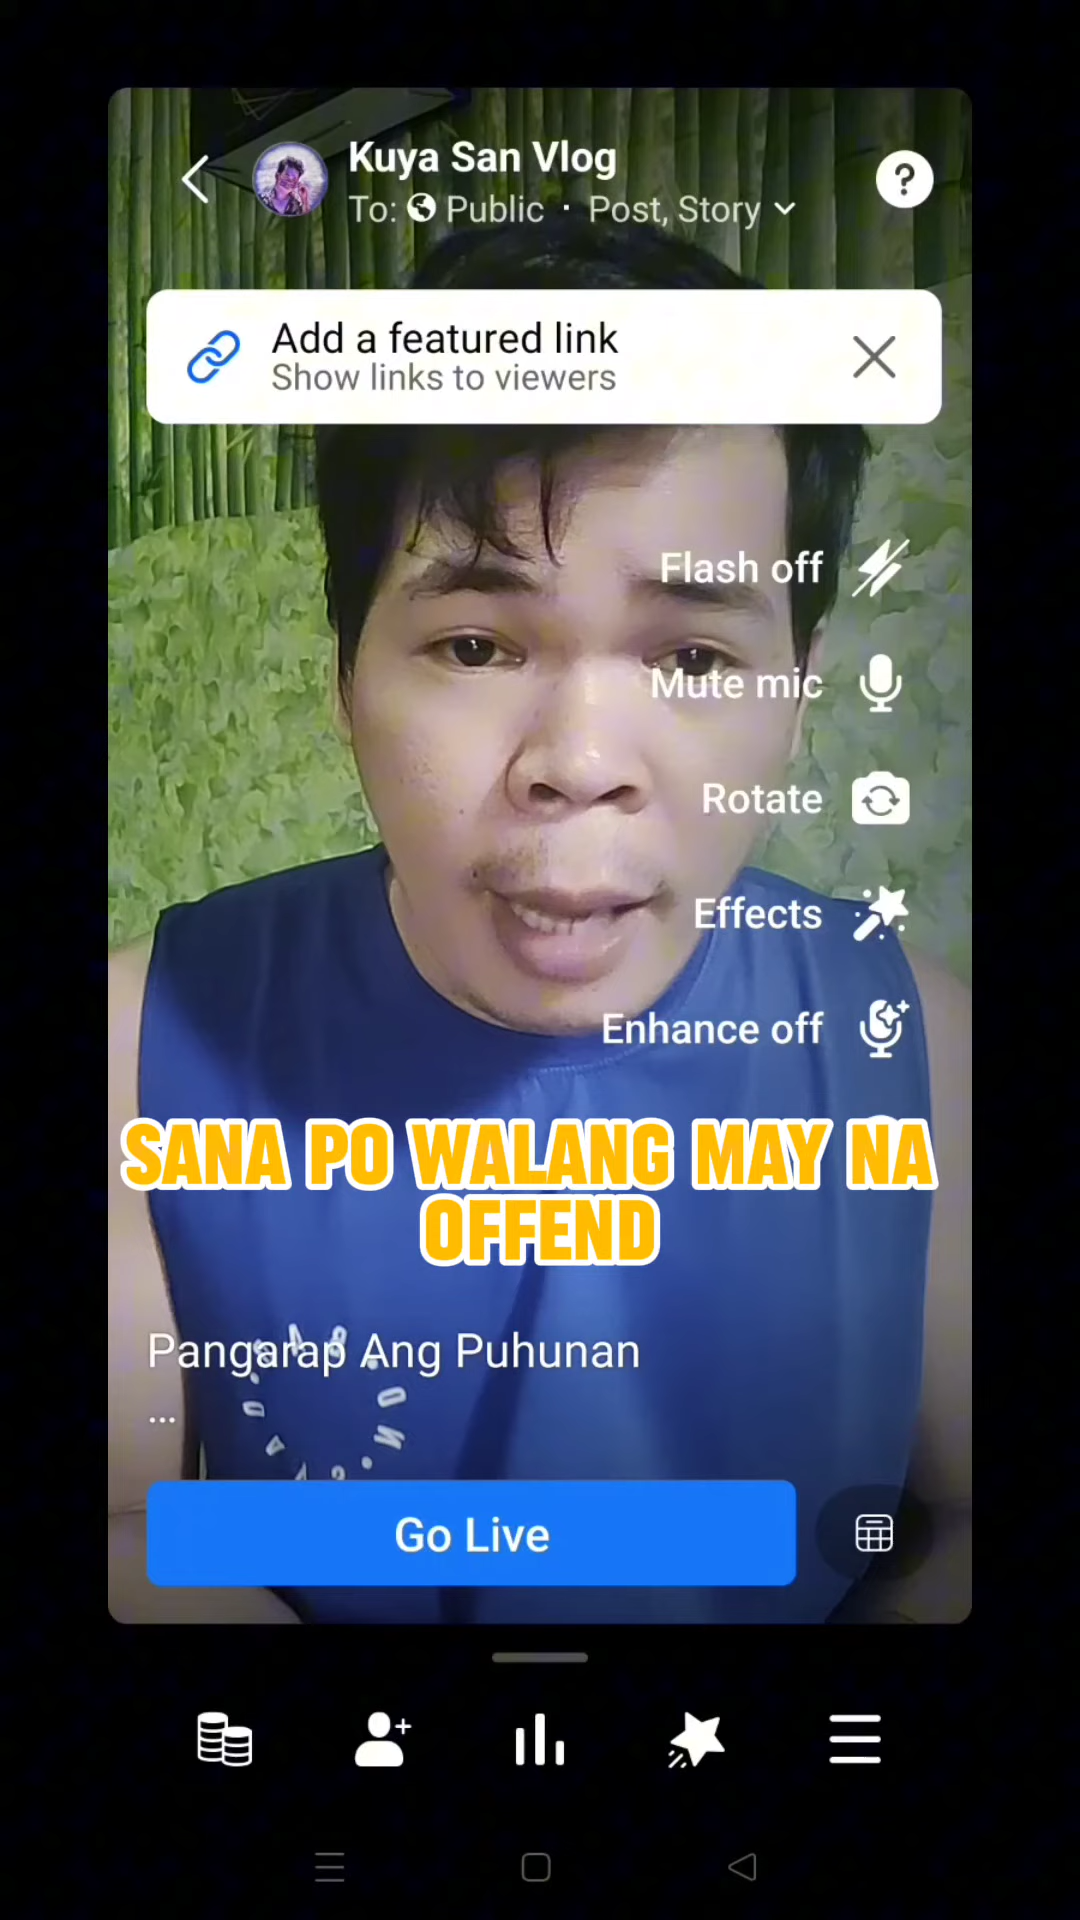 Kuya San Vlog
To: Public · Post, Story
?
Add a featured link
Show links to viewers
Flash off
Mute mic
Rotate
Effects
Enhance off
SANA PO WALANG MAY NA
OFFEND
Pangarap Ang Puhunan
...
Go Live